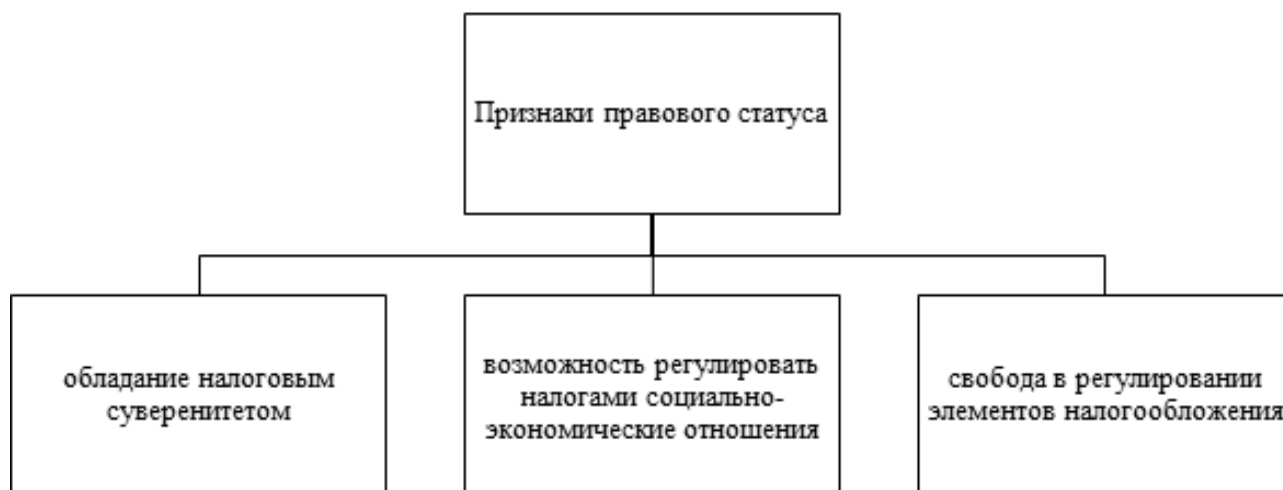 Признаки правового статуса
обладание налоговым
суверенитетом
возможность регулировать
налогами социально-
экономические отношения
свобода в регулировании
элементов налогообложения